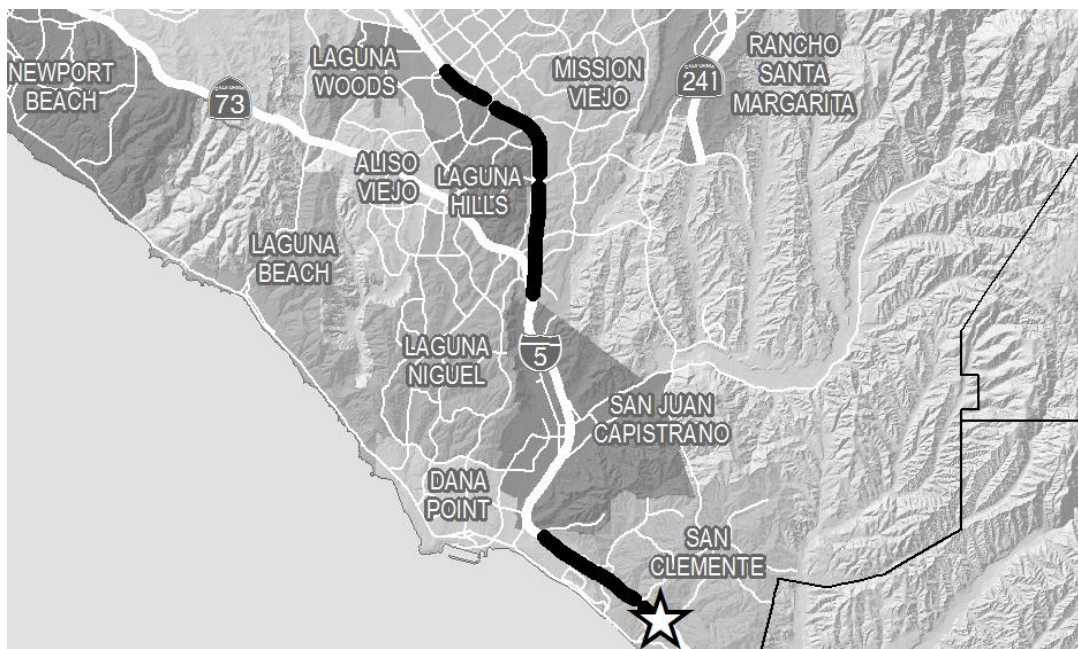 NEWPORT
BEACH
73
LAGUNA
WOODS
MISSION
VIEJO
241
RANCHO
SANTA
MARGARITA
ALISO
VIEJO
LAGUNA
HILLS
LAGUNA
BEACH
LAGUNA
NIGUEL
5
SAN JUAN
CAPISTRANO
DANA
POINT
SAN
CLEMENTE